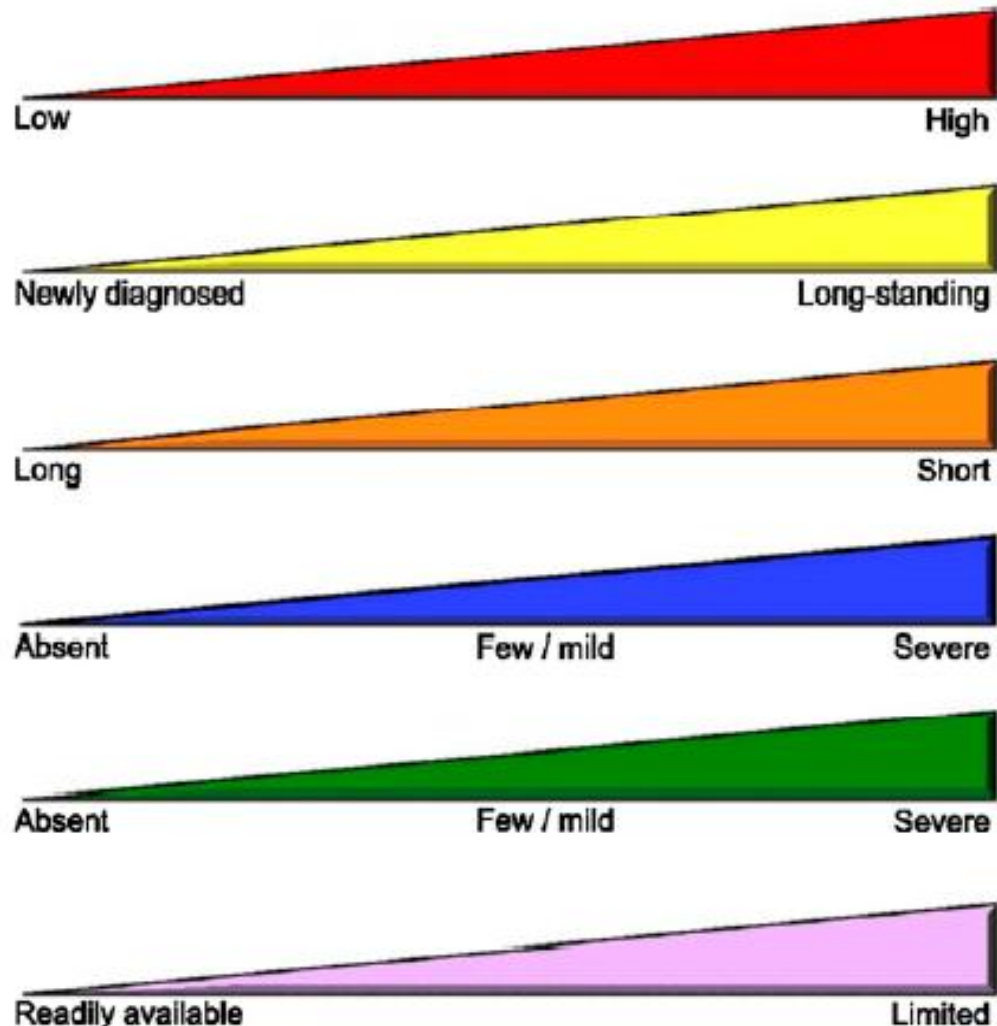 Low High
Newly diagnosed Long-standing
Long Short
Absent Few / mild Severe
Absent Few / mild Severe
Readily available Limited